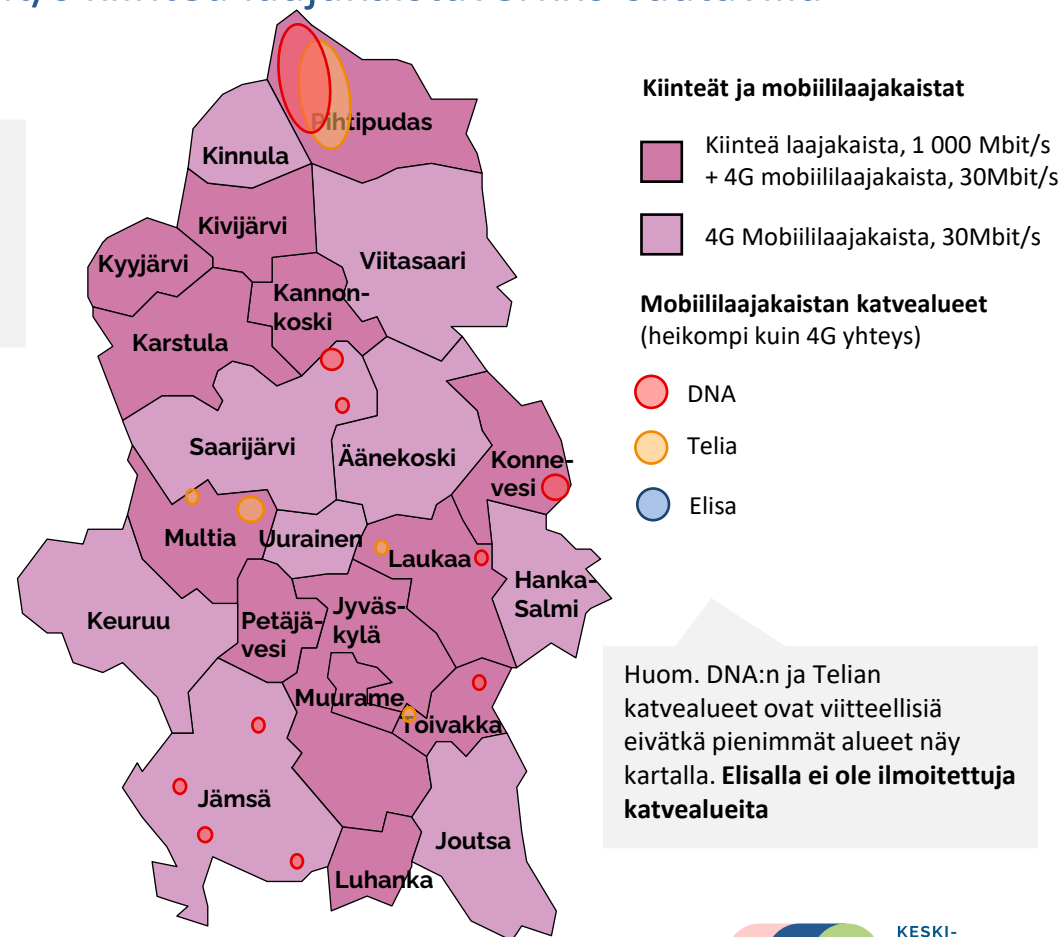 Kiinteät ja mobiililaajakaistat
Kiinteä laajakaista, 1 000 Mbit/s
+ 4G mobiililaajakaista, 30Mbit/s
4G Mobiililaajakaista, 30Mbit/s
Mobiililaajakaistan katvealueet
(heikompi kuin 4G yhteys)
DNA
Telia
Elisa
Pihtipudas
Kinnula
Kivijärvi
Viitasaari
Kyyjärvi
Kannon-
koski
Karstula
Saarijärvi
Äänekoski
Konne-
vesi
Multia
Uurainen
Laukaa
Hanka-
Salmi
Keuruu
Petäjä-
vesi
Jyväs-
kylä
Muurame
Toivakka
Jämsä
Joutsa
Luhanka
Huom. DNA:n ja Telian
katvealueet ovat viitteellisiä
eivätkä pienimmät alueet näy
kartalla. Elisalla ei ole ilmoitettuja
katvealueita
KESKI-